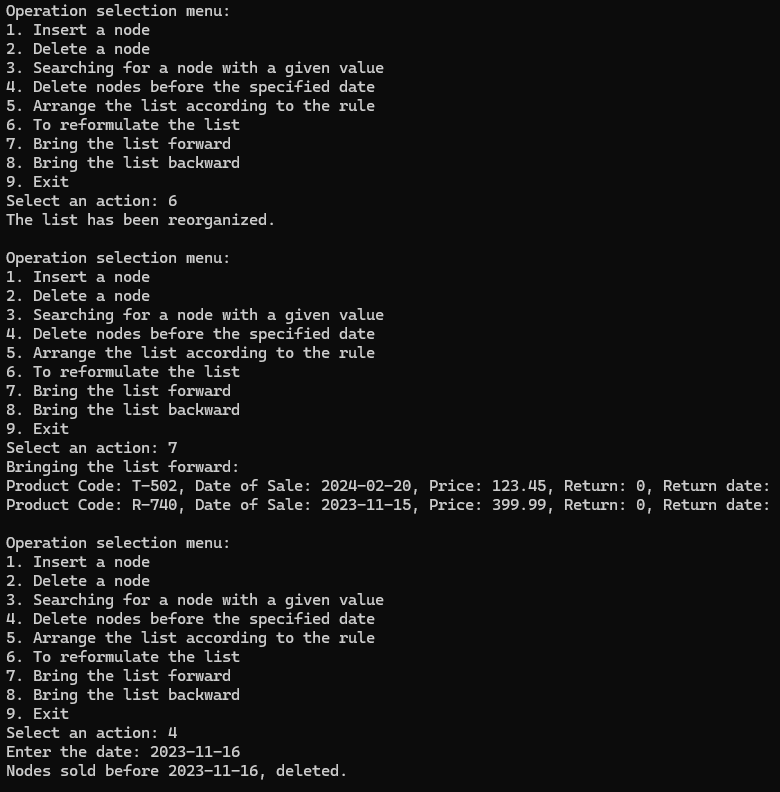 Operation selection menu:
1. Insert a node
2. Delete a node
3. Searching for a node with a given value
4. Delete nodes before the specified date
5. Arrange the list according to the rule
6. To reformulate the list
7. Bring the list forward
8. Bring the list backward
9. Exit
Select an action: 6
The list has been reorganized.

Operation selection menu:
1. Insert a node
2. Delete a node
3. Searching for a node with a given value
4. Delete nodes before the specified date
5. Arrange the list according to the rule
6. To reformulate the list
7. Bring the list forward
8. Bring the list backward
9. Exit
Select an action: 7
Bringing the list forward:
Product Code: T-502, Date of Sale: 2024-02-20, Price: 123.45, Return: 0, Return date:
Product Code: R-740, Date of Sale: 2023-11-15, Price: 399.99, Return: 0, Return date:

Operation selection menu:
1. Insert a node
2. Delete a node
3. Searching for a node with a given value
4. Delete nodes before the specified date
5. Arrange the list according to the rule
6. To reformulate the list
7. Bring the list forward
8. Bring the list backward
9. Exit
Select an action: 4
Enter the date: 2023-11-16
Nodes sold before 2023-11-16, deleted.